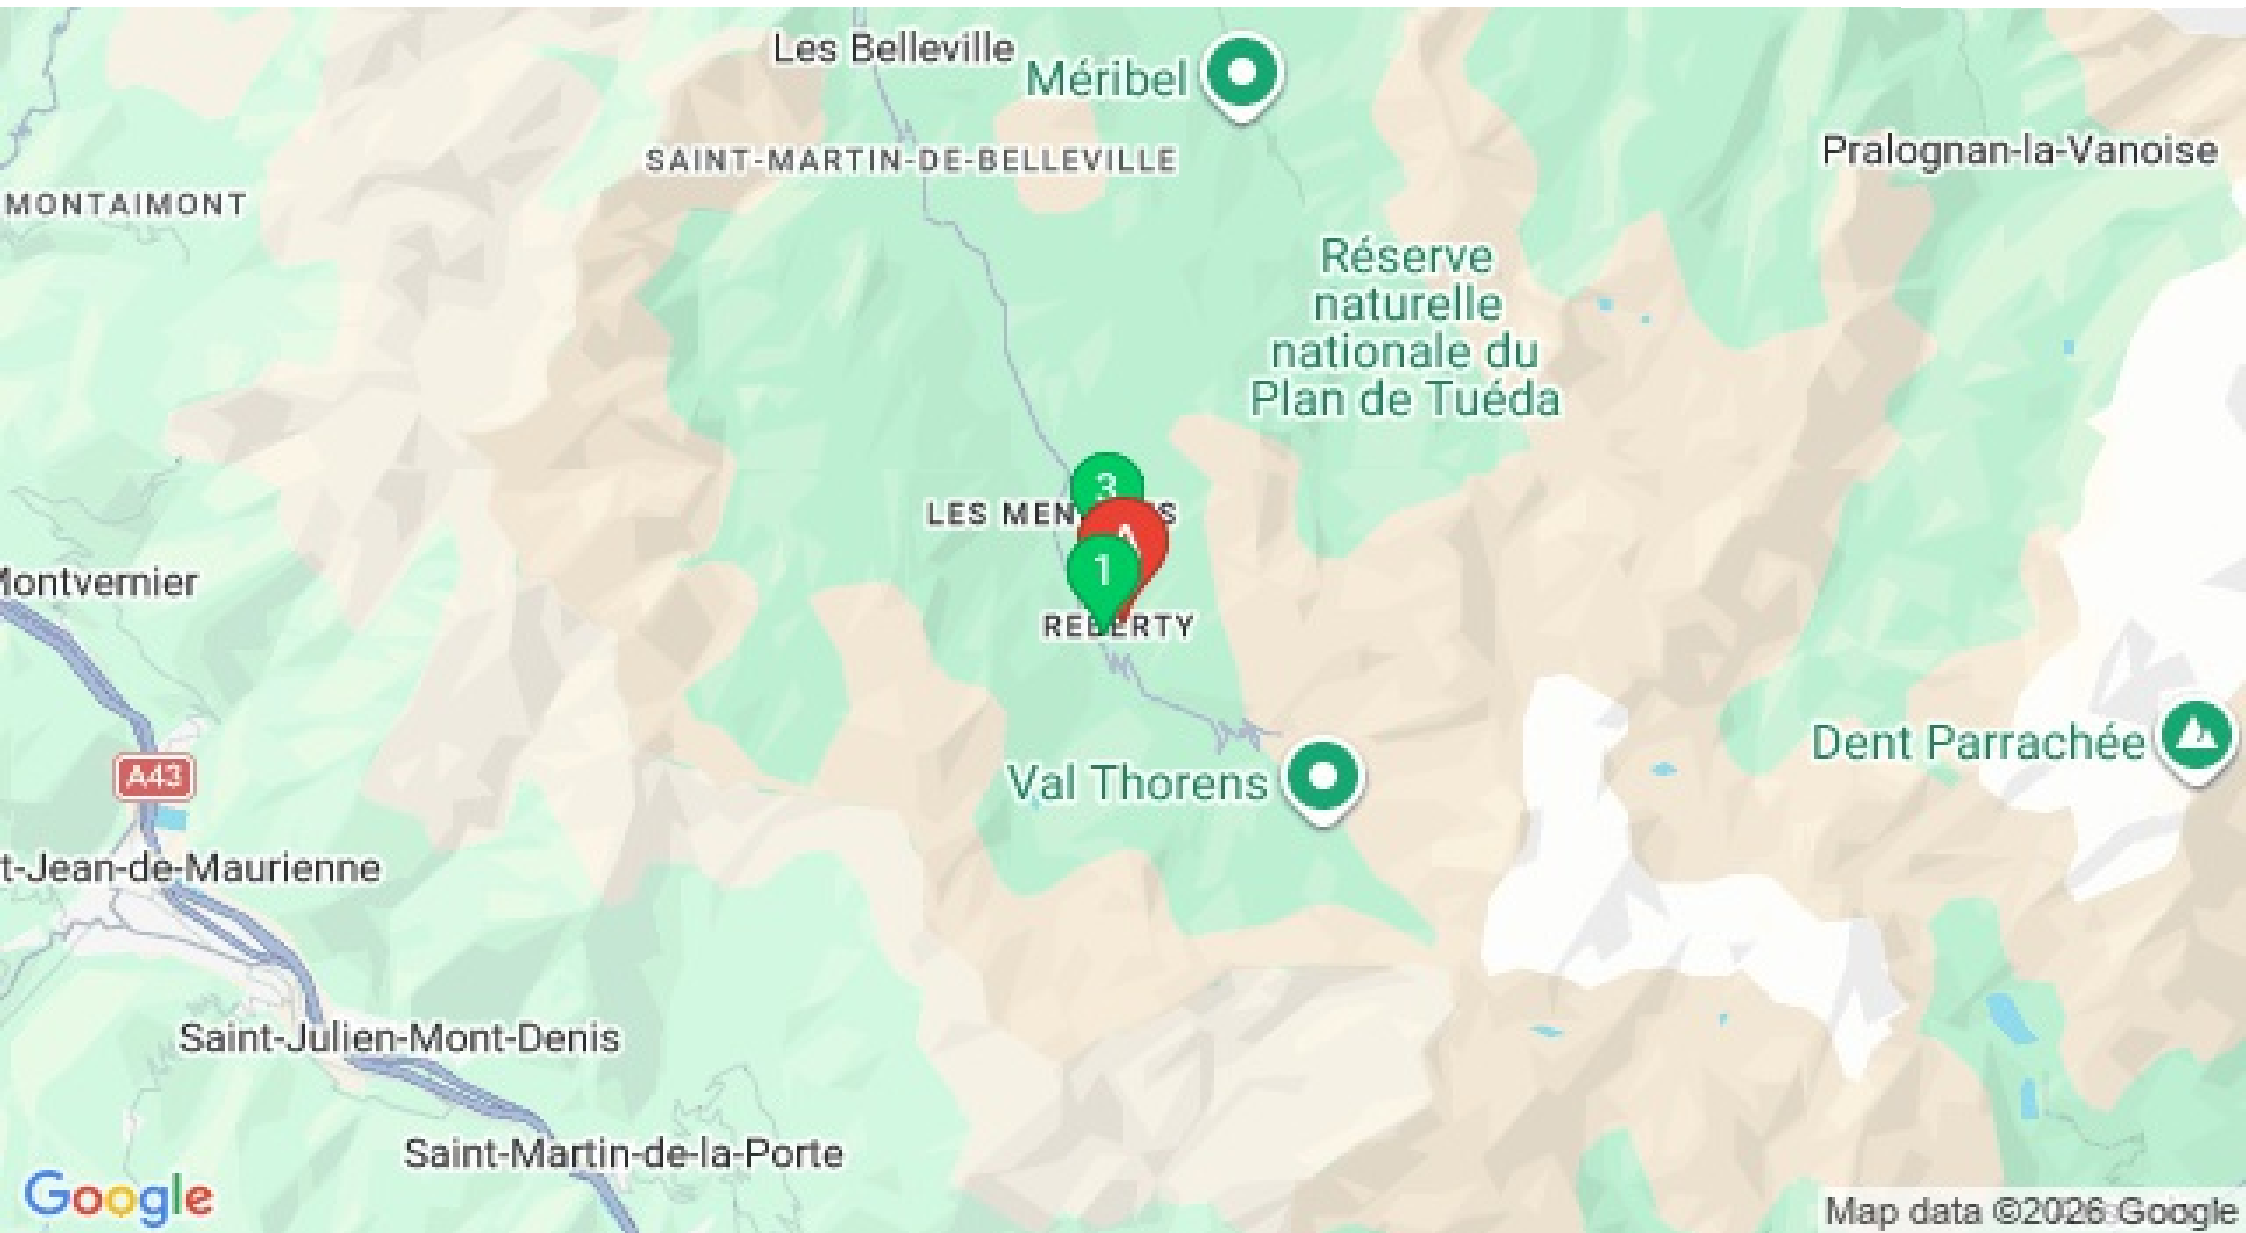 Les Belleville
Méribel
SAINT-MARTIN-DE-BELLEVILLE
Pralognan-la-Vanoise
MONTAIMONT
Réserve
naturelle
nationale du
Plan de Tuéda
3
LES MEN S
A
1
Montvernier
REBERTY
Val Thorens
Dent Parrachée
A43
t-Jean-de-Maurienne
Saint-Julien-Mont-Denis
Saint-Martin-de-la-Porte
Google
Map data ©2026 Google